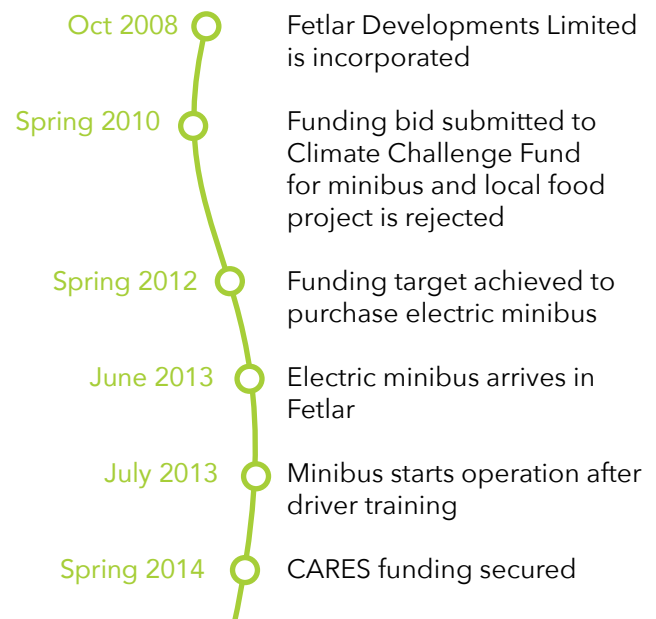 Oct 2008
Fetlar Developments Limited
is incorporated
Spring 2010
Funding bid submitted to
Climate Challenge Fund
for minibus and local food
project is rejected
Spring 2012
Funding target achieved to
purchase electric minibus
June 2013
Electric minibus arrives in
Fetlar
July 2013
Minibus starts operation after
driver training
Spring 2014
CARES funding secured